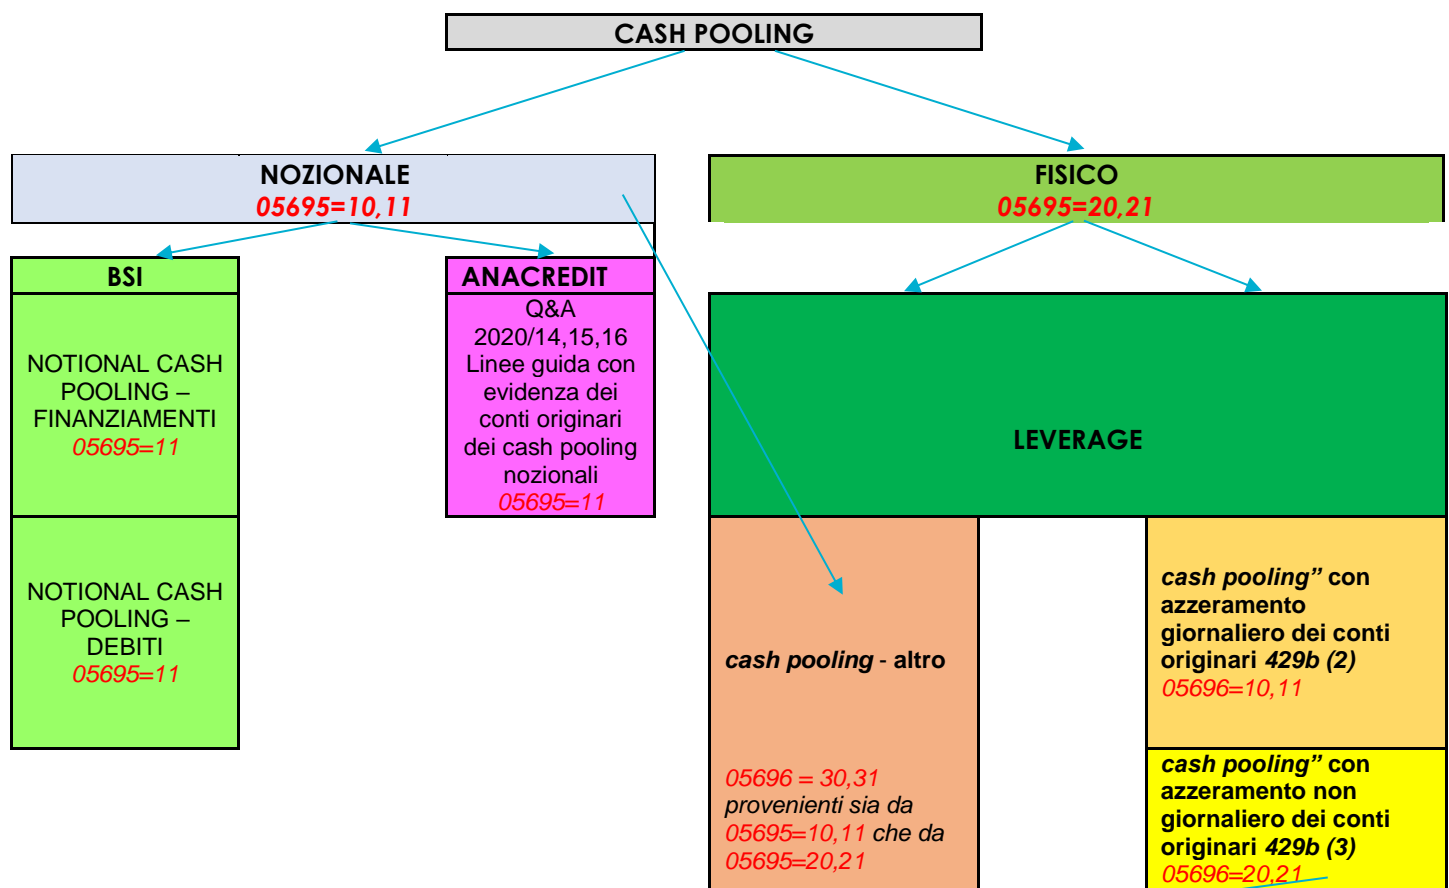 CASH POOLING
NOZIONALE
05695=10,11
FISICO
05695=20,21
BSI
NOTIONAL CASH
POOLING –
FINANZIAMENTI
05695=11
NOTIONAL CASH
POOLING –
DEBITI
05695=11
ANACREDIT
Q&A
2020/14,15,16
Linee guida con
evidenza dei
conti originari
dei cash pooling
nozionali
05695=11
LEVERAGE
cash pooling - altro
05696 = 30,31
provenienti sia da
05695=10,11 che da
05695=20,21
cash pooling” con
azzeramento
giornaliero dei conti
originari 429b (2)
05696=10,11
cash pooling” con
azzeramento non
giornaliero dei conti
originari 429b (3)
05696=20,21